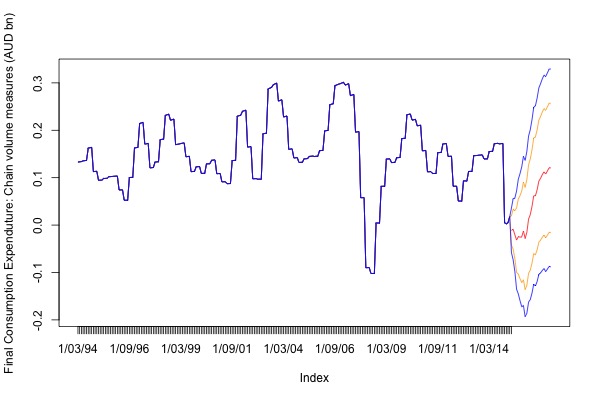 Final Consumption Expenduture: Chain volume measures (AUD bn)
0.3
0.2
0.1
0.0
-0.1
-0.2
1/03/94 1/09/96 1/03/99 1/09/01 1/03/04 1/09/06 1/03/09 1/09/11 1/03/14
Index